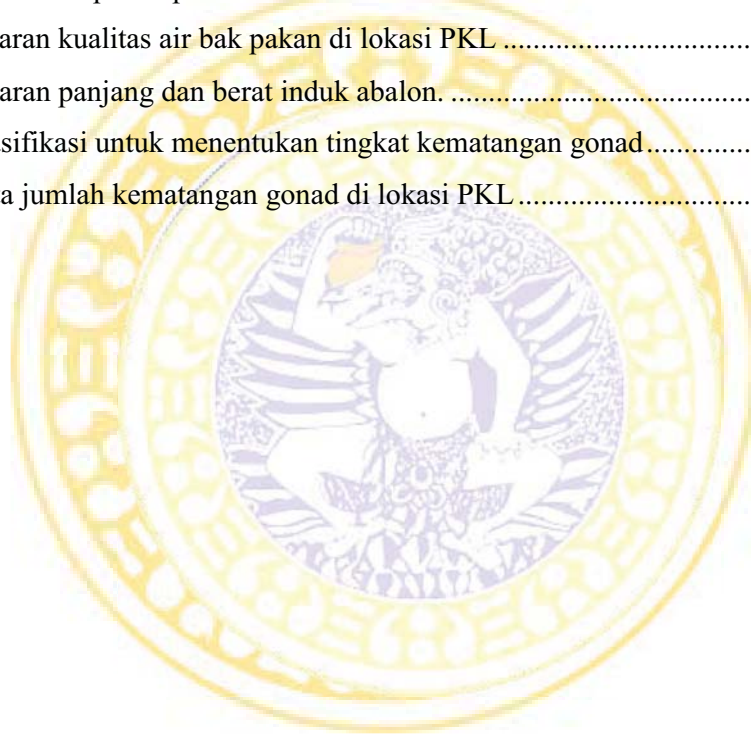 aran kualitas air bak pakan di lokasi PKL ...................................
aran panjang dan berat induk abalon. ..........................................
sifikasi untuk menentukan tingkat kematangan gonad ...............
a jumlah kematangan gonad di lokasi PKL .................................